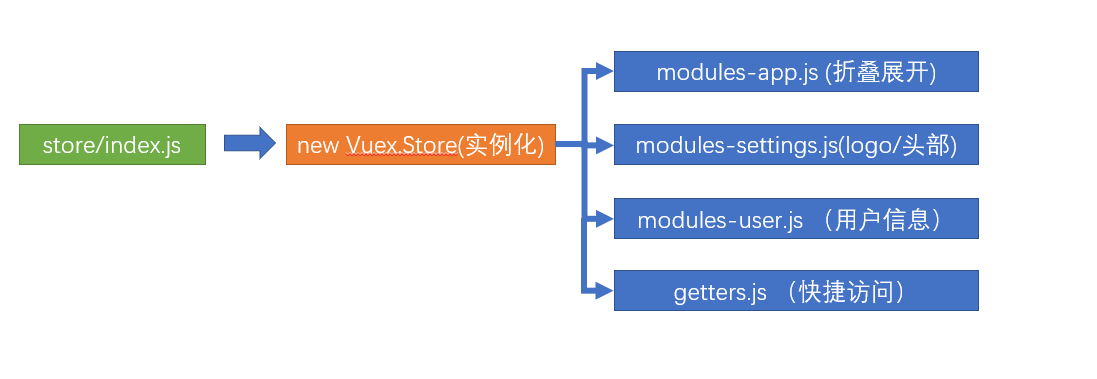 store/index.js
new Vuex.Store(实例化)
modules-app.js (折叠展开)
modules-settings.js(logo/头部)
modules-user.js （用户信息）
getters.js （快捷访问）